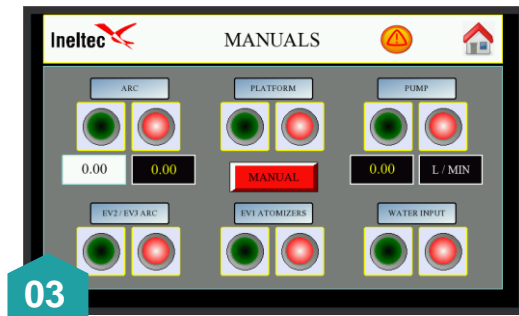 Ineltec
MANUALS
ARC
PLATFORM
PUMP
0.00
0.00
MANUAL
0.00
L / MIN
EV2 / EV3 ARC
EV1 ATOMIZERS
WATER INPUT
03